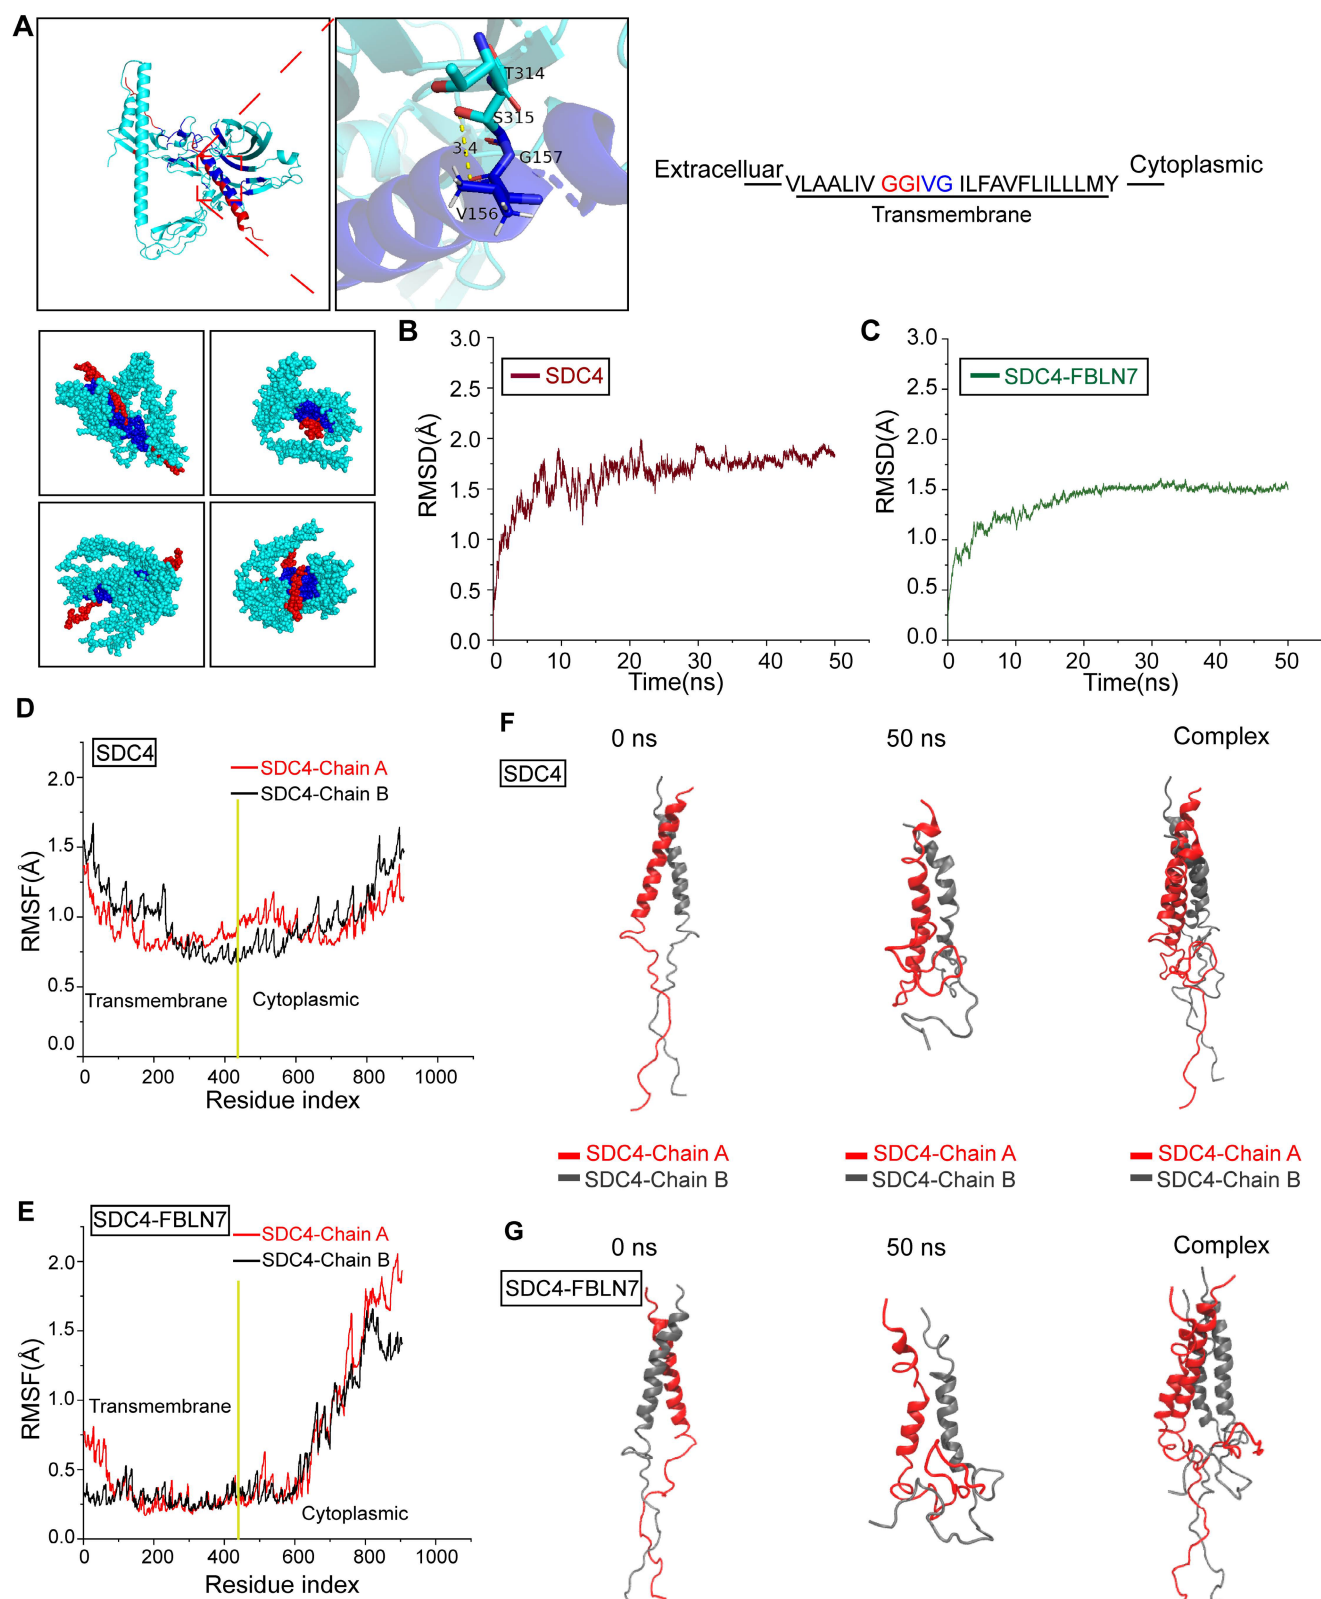 A
T314
S315
3.4
G157
V156
Extracelluar
VLAALIV GGIVG ILFAVFLILLLMY
Cytoplasmic
Transmembrane
B
SDC4
RMSD(Å)
3.0
2.5
2.0
1.5
1.0
0.5
0.0
0 10 20 30 40 50
Time(ns)
C
SDC4-FBLN7
RMSD(A)
3.0
2.5
2.0
1.5
1.0
0.5
0.0
0 10 20 30 40 50
Time(ns)
D
SDC4
SDC4-Chain A
SDC4-Chain B
RMSF(Å)
2.0
1.5
1.0
0.5
0.0
Transmembrane
Cytoplasmic
0 200 400 600 800 1000
Residue index
E
SDC4-FBLN7
SDC4-Chain A
SDC4-Chain B
RMSF(Å)
2.0
1.5
1.0
0.5
0.0
Transmembrane
Cytoplasmic
0 200 400 600 800 1000
Residue index
F
0 ns
50 ns
Complex
SDC4
SDC4-Chain A
SDC4-Chain B
SDC4-Chain A
SDC4-Chain B
SDC4-Chain A
SDC4-Chain B
G
0 ns
50 ns
Complex
SDC4-FBLN7